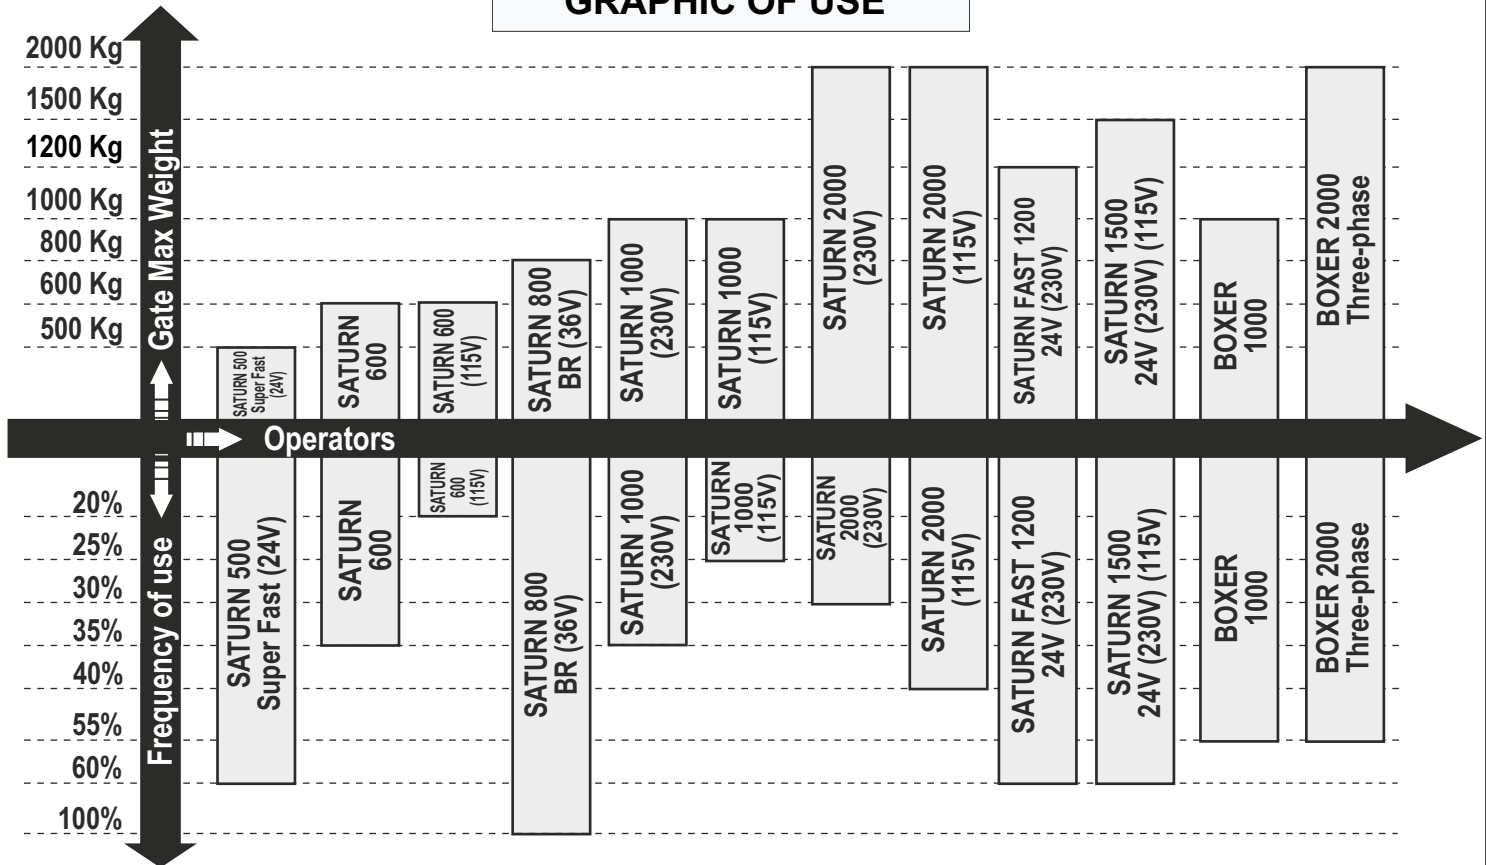 GRAPHIC OF USE
2000 Kg
1500 Kg
1200 Kg
1000 Kg
800 Kg
600 Kg
500 Kg
Gate Max Weight
SATURN 500
Super Fast
(24V)
SATURN
600
SATURN 600
(115V)
SATURN 800
BR (36V)
SATURN 1000
(230V)
SATURN 1000
(115V)
SATURN 2000
(230V)
SATURN 2000
(115V)
SATURN FAST 1200
24V (230V)
SATURN 1500
24V (230V) (115V)
BOXER
1000
BOXER 2000
Three-phase
Operators
20%
25%
30%
35%
40%
55%
60%
100%
Frequency of use
SATURN 500
Super Fast (24V)
SATURN
600
SATURN
600
(115V)
SATURN 800
BR (36V)
SATURN 1000
(230V)
SATURN
1000
(115V)
SATURN
2000
(230V)
SATURN 2000
(115V)
SATURN FAST 1200
24V (230V)
SATURN 1500
24V (230V) (115V)
BOXER
1000
BOXER 2000
Three-phase